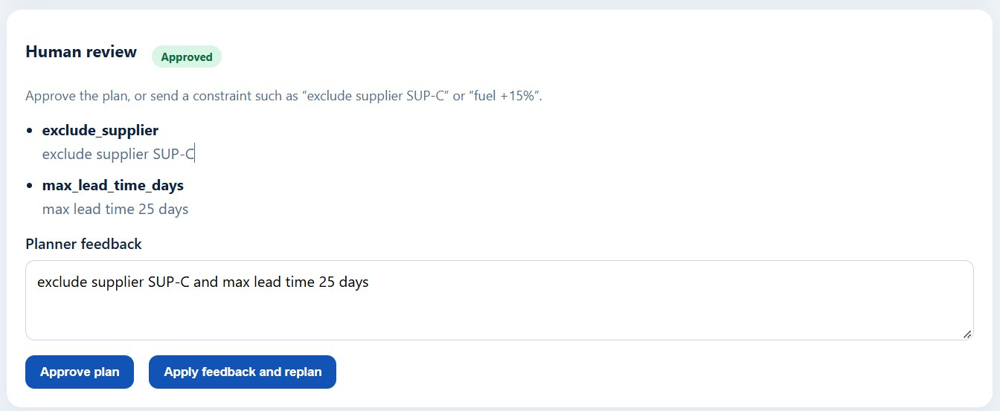 Human review
Approved
Approve the plan, or send a constraint such as “exclude supplier SUP-C” or “fuel +15%”.
exclude_supplier
exclude supplier SUP-C
max_lead_time_days
max lead time 25 days
Planner feedback
exclude supplier SUP-C and max lead time 25 days
Approve plan
Apply feedback and replan